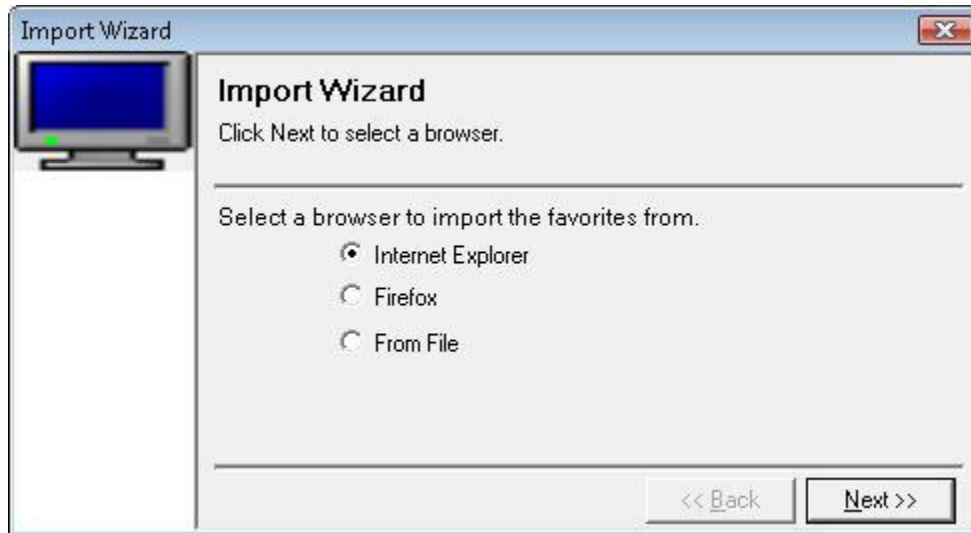 Import Wizard
Import Wizard
Click Next to select a browser.
Select a browser to import the favorites from.
Internet Explorer
Firefox
From File
<< Back
Next >>